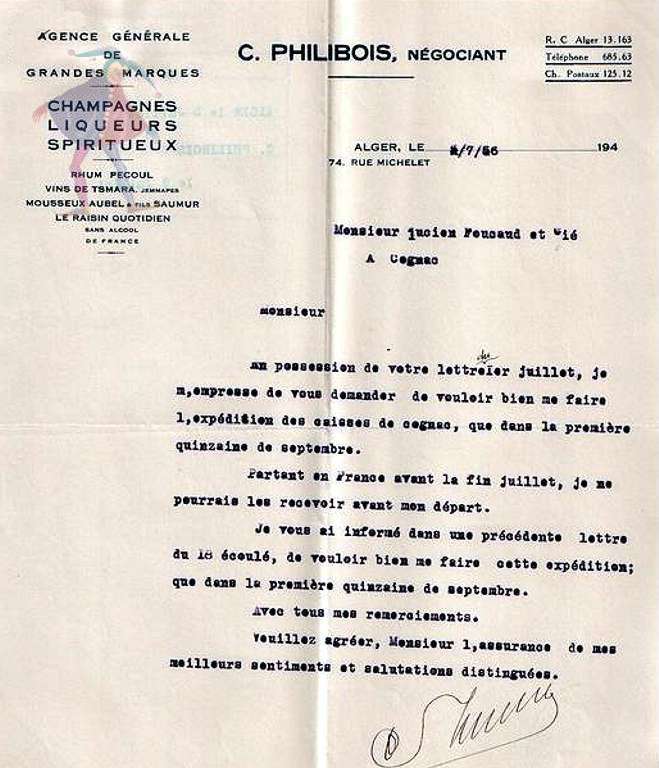 AGENCE GÉNÉRALE
DE
GRANDES MARQUES
CHAMPAGNES
LIQUEURS
SPIRITUEUX
RHUM PECOUL
VINS DE TSMARA, JEMMAPES
MOUSSEUX AUBEL & FILS SAUMUR
LE RAISIN QUOTIDIEN
SANS ALCOOL
DE FRANCE
C. PHILIBOIS, NÉGOCIANT
R. C Alger 13.163
Téléphone 685.63
Ch. Postaux 125.12
ALGER, LE /7/56 194
74. RUE MICHELET
Monsieur Lucien Foucaud et Cié
A Cognac
Monsieur
En possession de votre lettre du Ier juillet, je
m,empresse de vous demander de vouloir bien me faire
l,expédition des caisses de cognac, que dans la première
quinzaine de septembre.
Partant en France avant la fin juillet, je ne
pourrais les recevoir avant mon départ.
Je vous ai informé dans une précédente lettre
du 18 écoulé, de vouloir bien me faire cette expédition;
que dans la première quinzaine de septembre.
Avec tous mes remerciements.
Veuillez agréer, Monsieur l,assurance de mes
meilleurs sentiments et salutations distinguées.